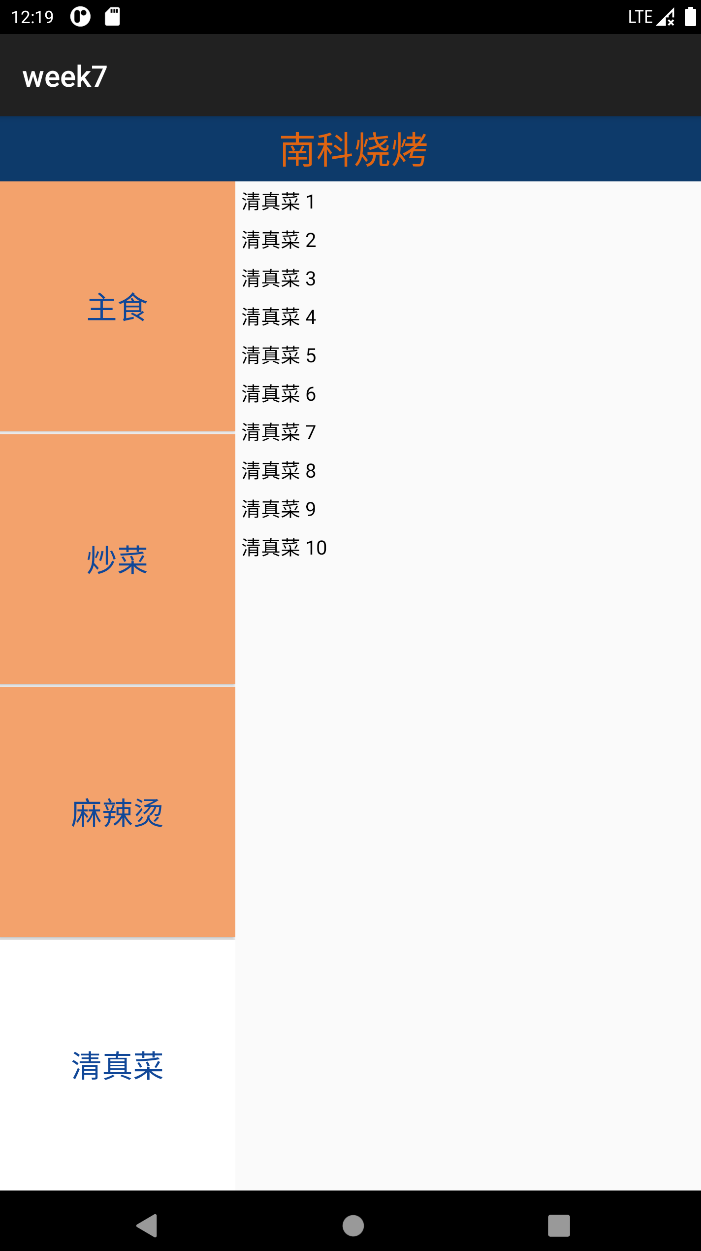 12:19 LTE
week7
南科烧烤
主食
炒菜
麻辣烫
清真菜
清真菜 1
清真菜 2
清真菜 3
清真菜 4
清真菜 5
清真菜 6
清真菜 7
清真菜 8
清真菜 9
清真菜 10